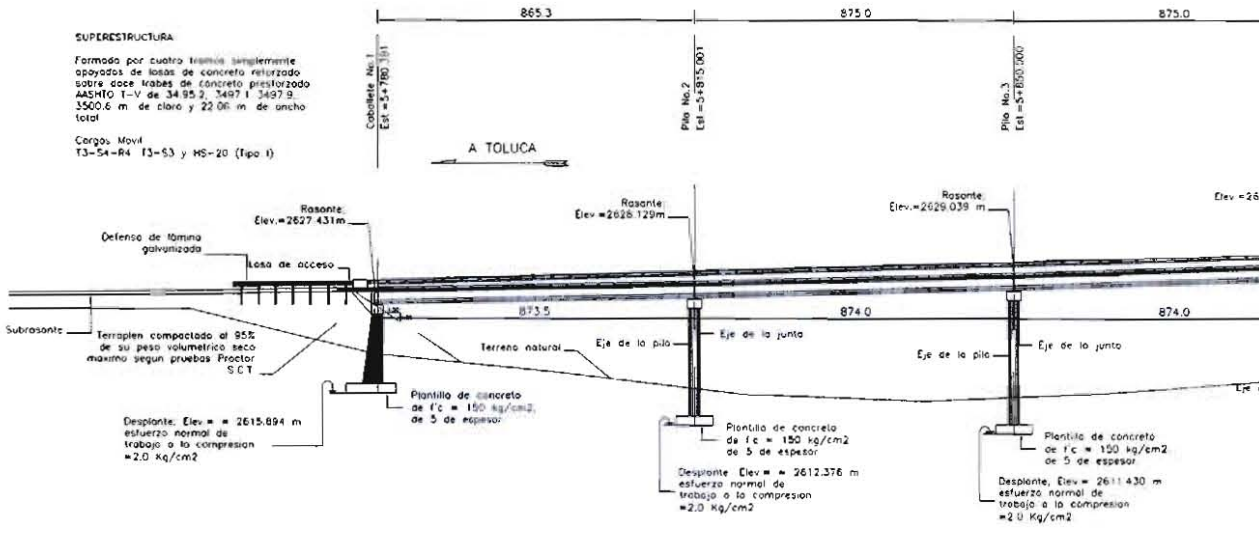 865.3
875.0
875.0
SUPERESTRUCTURA
Formada por cuatro tramos simplemente
apoyados de losas de concreto reforzado
sobre doce trabes de concreto presforzado
AASHTO T-V de 34.95.2, 3497.1 3497.9
3500.6 m de claro y 22.06 m de ancho
total
Cargas Movil
T3-S4-R4 T3-S3 y HS-20 (Tipo I)
Caballete No.1
Est =5+780.391
Pila No.2
Est =5+815.001
Pila No.3
Est =5+850.000
A TOLUCA
Rasante;
Elev.=2627.431m
Rasante;
Elev =2628.129m
Rasante;
Elev.=2629.039 m
Elev =26
Defensa de lámina
galvanizada
Losa de acceso
Subrasante
873.5
874.0
874.0
Terraplen compactado al 95%
de su peso volumetrico seco
maximo segun pruebas Proctor
S.C.T
Terreno natural
Eje de la pila
Eje de la junta
Eje de la pila
Eje de la junta
Eje
Plantilla de concreto
de f'c = 150 kg/cm2,
de 5 de espesor
Desplante, Elev = = 2615.894 m
esfuerzo normal de
trabajo a la compresion
=2.0 Kg/cm2
Plantilla de concreto
de f'c = 150 kg/cm2
de 5 de espesor
Desplante Elev = = 2612.376 m
esfuerzo normal de
trabajo a la compresion
=2.0 Kg/cm2
Plantilla de concreto
de f'c = 150 kg/cm2
de 5 de espesor
Desplante, Elev = 2611.430 m
esfuerzo normal de
trabajo a la compresion
=2.0 Kg/cm2